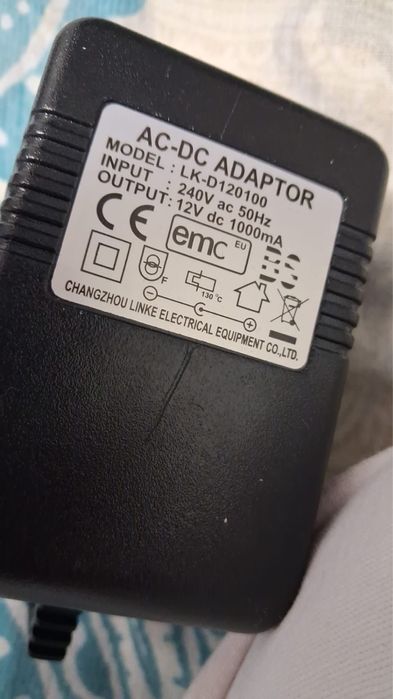 AC-DC ADAPTOR
MODEL : LK-D120100
INPUT : 240V ac 50Hz
OUTPUT: 12V dc 1000mA
CE emc EU BS
F 130°C
CHANGZHOU LINKE ELECTRICAL EQUIPMENT CO.,LTD.